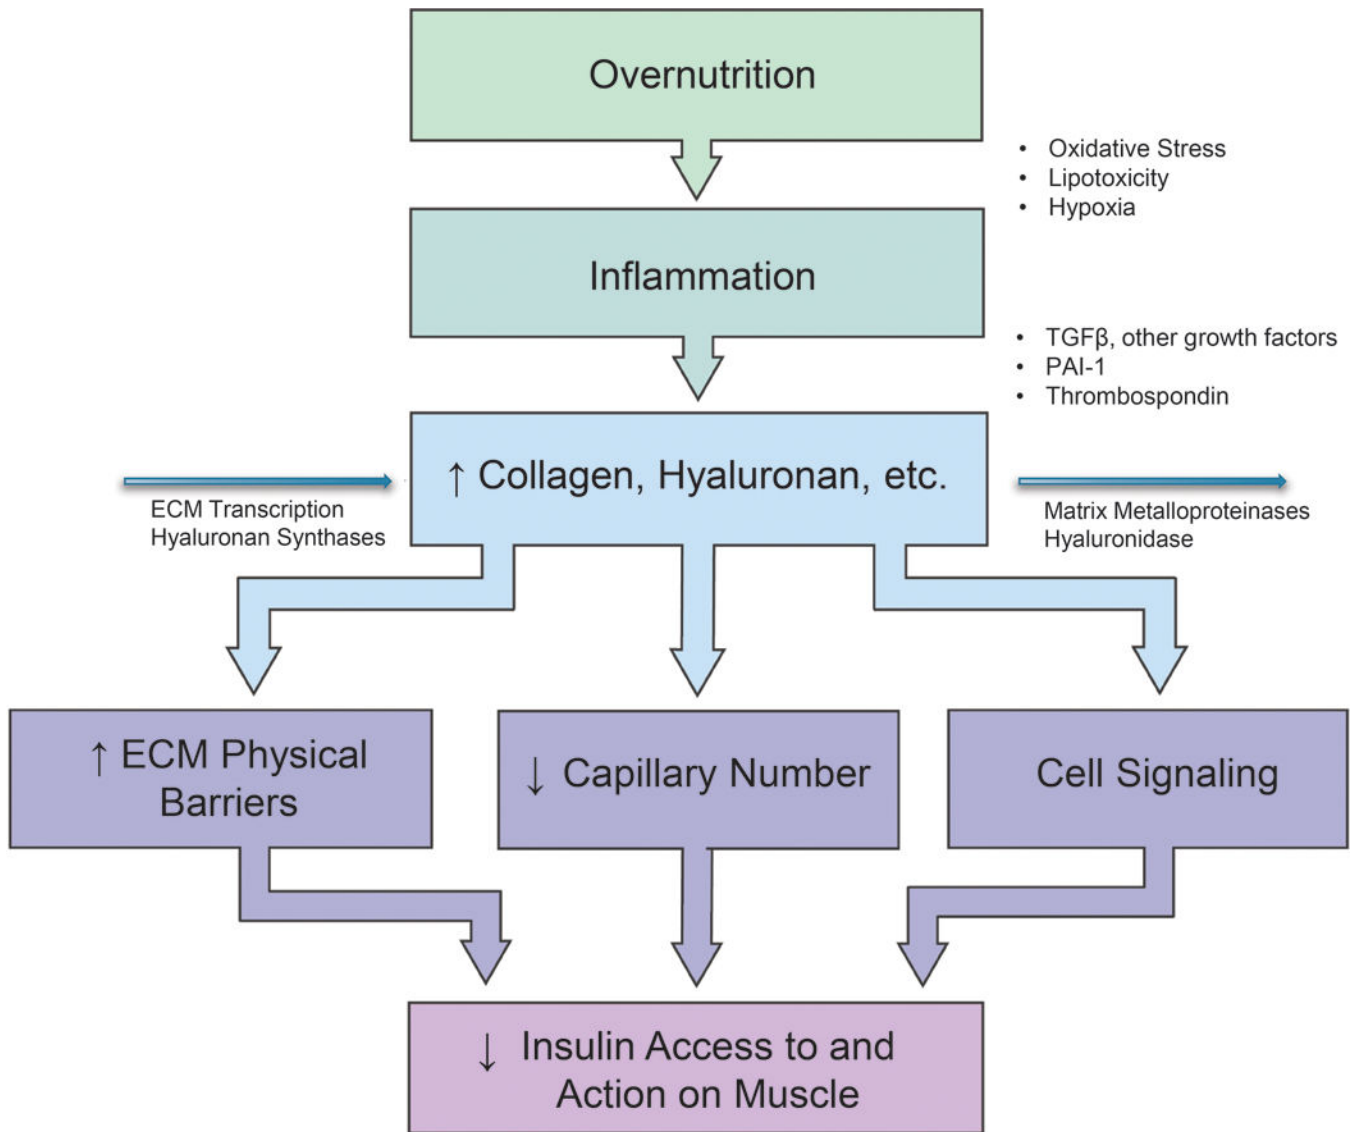 Overnutrition
• Oxidative Stress
• Lipotoxicity
• Hypoxia
Inflammation
• TGFβ, other growth factors
• PAI-1
• Thrombospondin
↑ Collagen, Hyaluronan, etc.
ECM Transcription
Hyaluronan Synthases
Matrix Metalloproteinases
Hyaluronidase
↑ ECM Physical
Barriers
↓ Capillary Number
Cell Signaling
↓ Insulin Access to and
Action on Muscle